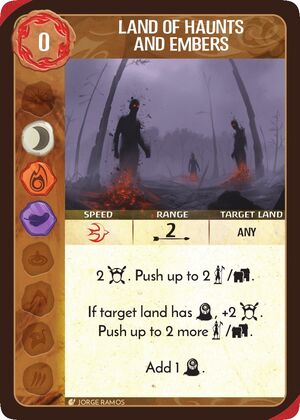 0
LAND OF HAUNTS
AND EMBERS
SPEED
RANGE
TARGET LAND
2
ANY
2 . Push up to 2 / .
If target land has , +2 .
Push up to 2 more / .
Add 1 .
JORGE RAMOS